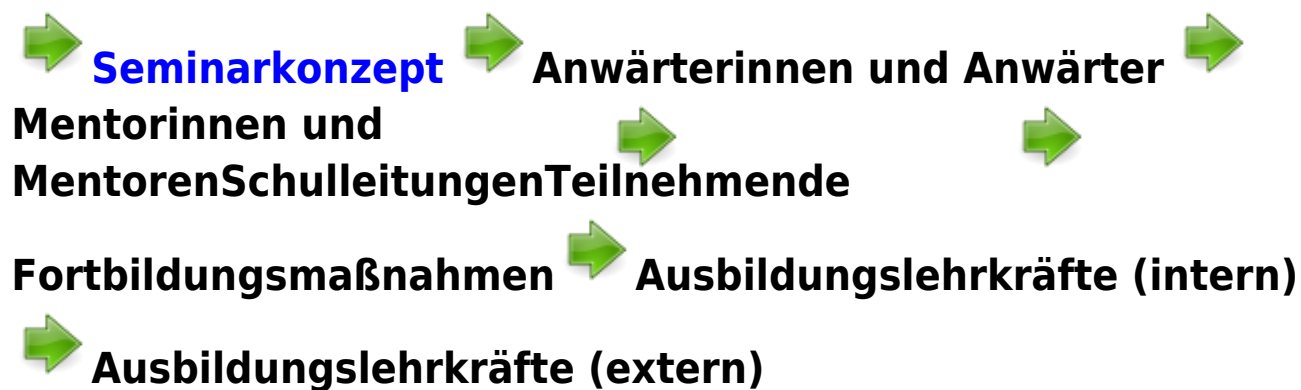 Seminarkonzept Anwärterinnen und Anwärter
Mentorinnen und
MentorenSchulleitungenTeilnehmende
Fortbildungsmaßnahmen Ausbildungslehrkräfte (intern)
Ausbildungslehrkräfte (extern)